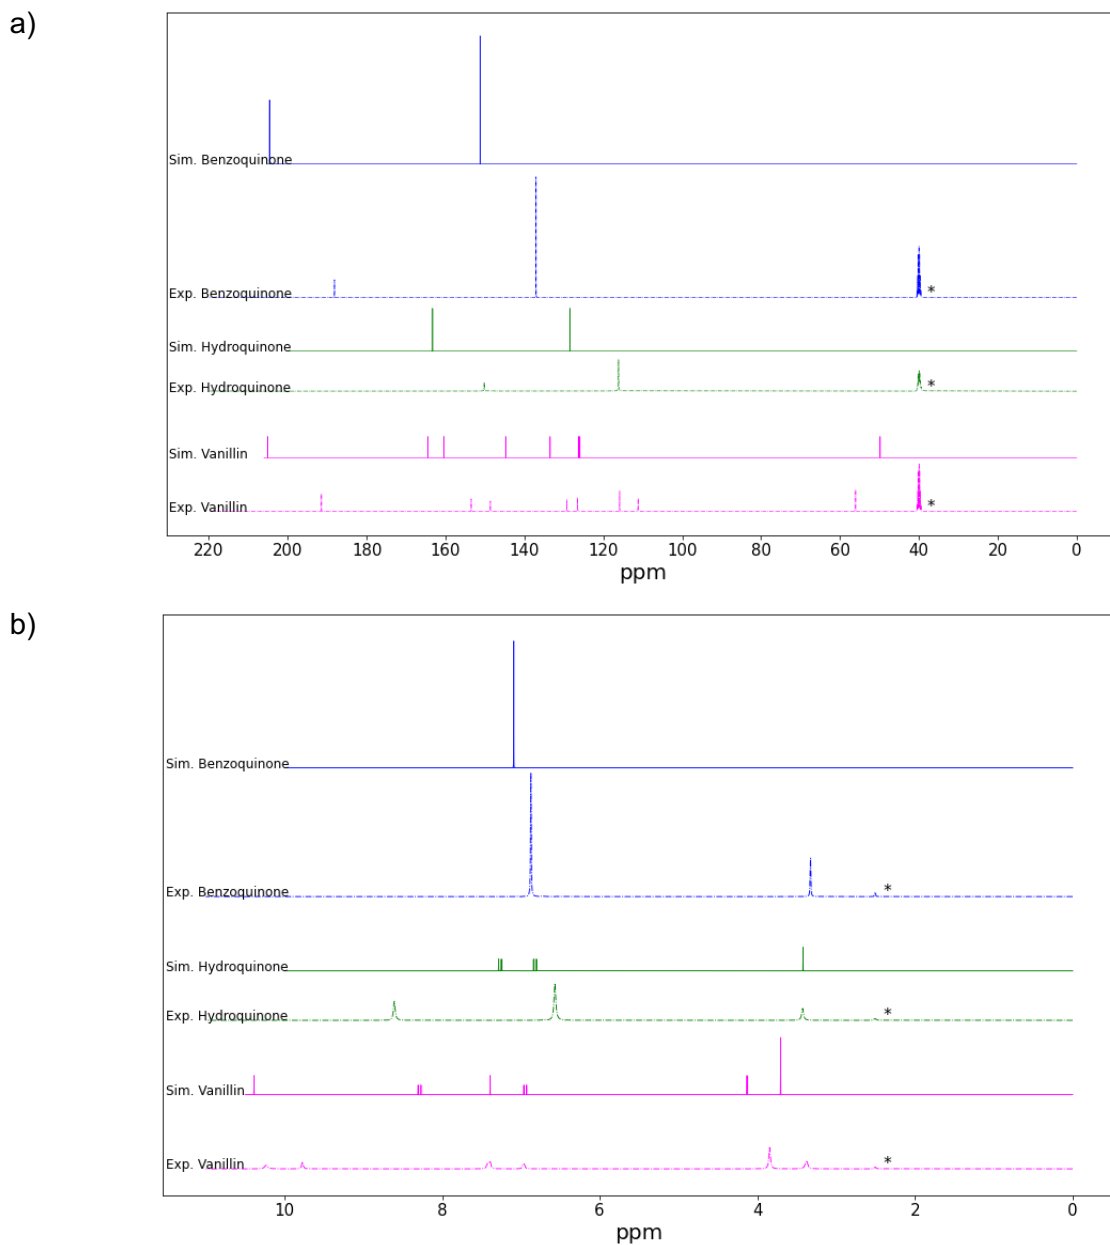 a)
Sim. Benzoquinone
Exp. Benzoquinone
*
Sim. Hydroquinone
Exp. Hydroquinone
*
Sim. Vanillin
Exp. Vanillin
*
220 200 180 160 140 120 100 80 60 40 20 0
ppm
b)
Sim. Benzoquinone
Exp. Benzoquinone
*
Sim. Hydroquinone
Exp. Hydroquinone
*
Sim. Vanillin
Exp. Vanillin
*
10 8 6 4 2 0
ppm